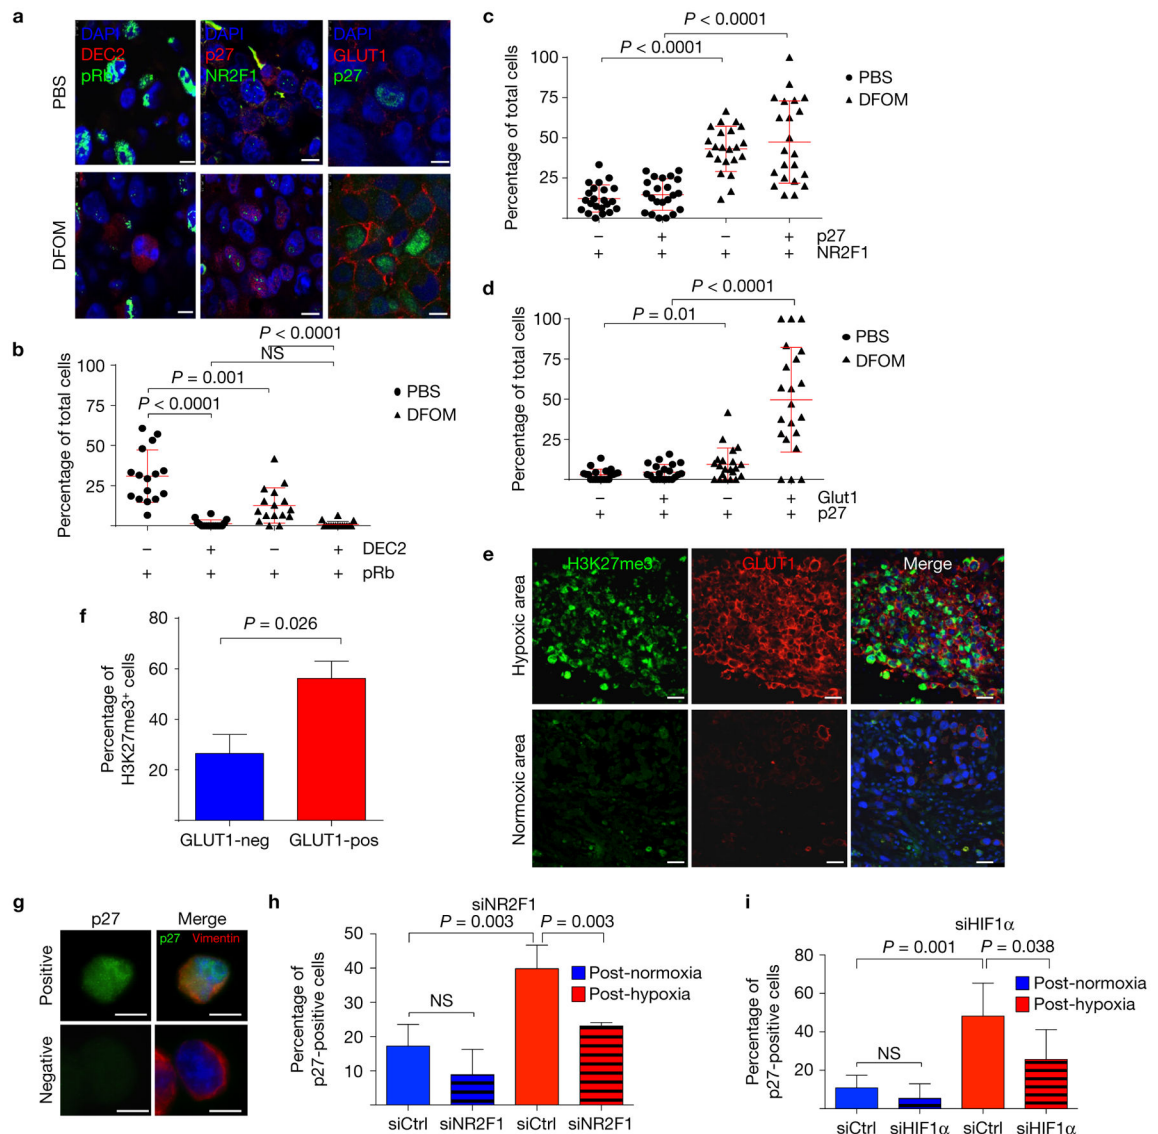 a
DAPI
DEC2
pRb
DAPI
p27
NR2F1
DAPI
GLUT1
p27
PBS
DFOM
b
P < 0.0001
NS
P = 0.001
P < 0.0001
Percentage of total cells
100
75
50
25
PBS
DFOM
– + – + DEC2
+ + + + pRb
c
P < 0.0001
P < 0.0001
Percentage of total cells
100
75
50
25
PBS
DFOM
– + – + p27
+ + + + NR2F1
d
P < 0.0001
P = 0.01
Percentage of total cells
100
75
50
25
PBS
DFOM
– + – + Glut1
+ + + + p27
e
H3K27me3
GLUT1
Merge
Hypoxic area
Normoxic area
f
P = 0.026
Percentage of
H3K27me3+ cells
80
60
40
20
GLUT1-neg
GLUT1-pos
g
p27
Merge
p27 Vimentin
Positive
Negative
h
siNR2F1
P = 0.003
P = 0.003
NS
Percentage of
p27-positive cells
50
40
30
20
10
Post-normoxia
Post-hypoxia
siCtrl siNR2F1 siCtrl siNR2F1
i
siHIF1α
P = 0.001
P = 0.038
NS
Percentage of
p27-positive cells
80
60
40
20
0
Post-normoxia
Post-hypoxia
siCtrl siHIF1α siCtrl siHIF1α